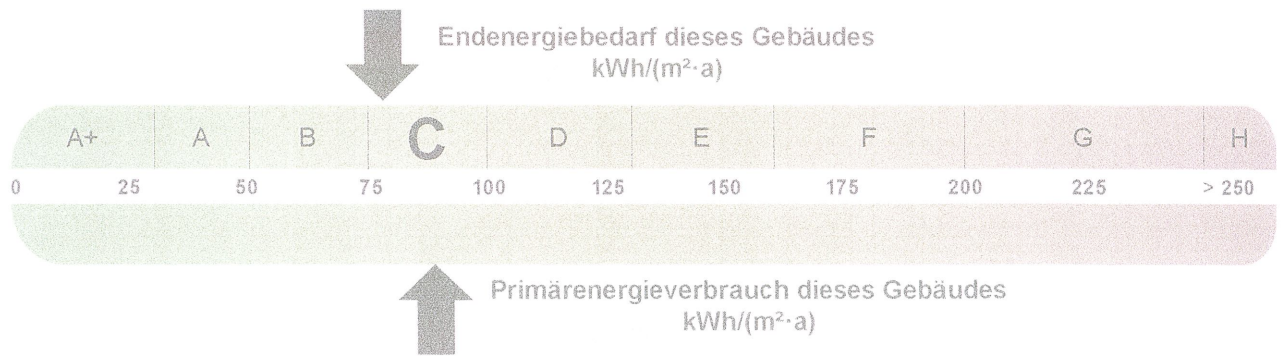 Endenergiebedarf dieses Gebäudes
kWh/(m²·a)
A+ A B C D E F G H
0 25 50 75 100 125 150 175 200 225 > 250
Primärenergieverbrauch dieses Gebäudes
kWh/(m²·a)